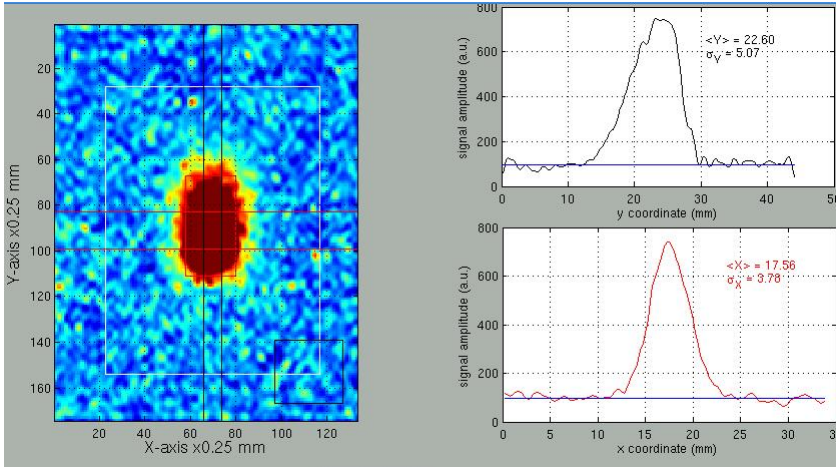 20
40
60
80
100
120
140
160
Y-axis x0.25 mm
20 40 60 80 100 120
X-axis x0.25 mm
800
600
400
200
0
signal amplitude (a.u.)
<Y> = 22.60
σY = 5.07
0 10 20 30 40 50
y coordinate (mm)
800
600
400
200
0
signal amplitude (a.u.)
<X> = 17.56
σX = 3.78
0 5 10 15 20 25 30
x coordinate (mm)